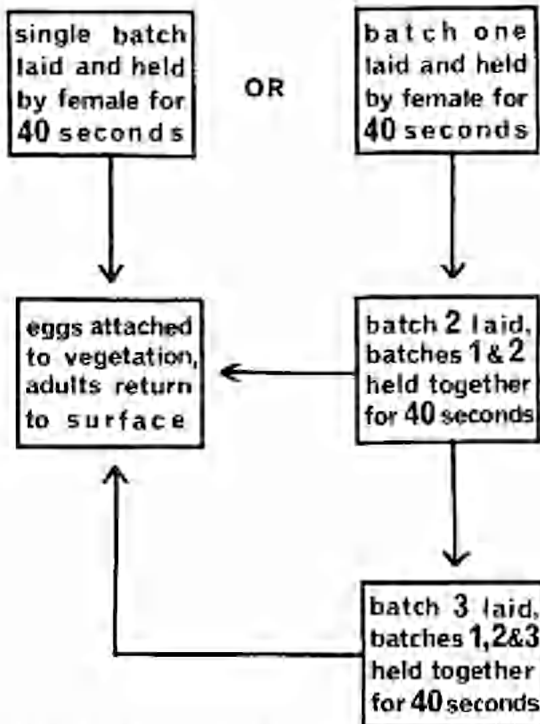 single batch
laid and held
by female for
40 seconds
OR
batch one
laid and held
by female for
40 seconds
eggs attached
to vegetation,
adults return
to surface
batch 2 laid,
batches 1 & 2
held together
for 40 seconds
batch 3 laid,
batches 1,2&3
held together
for 40 seconds